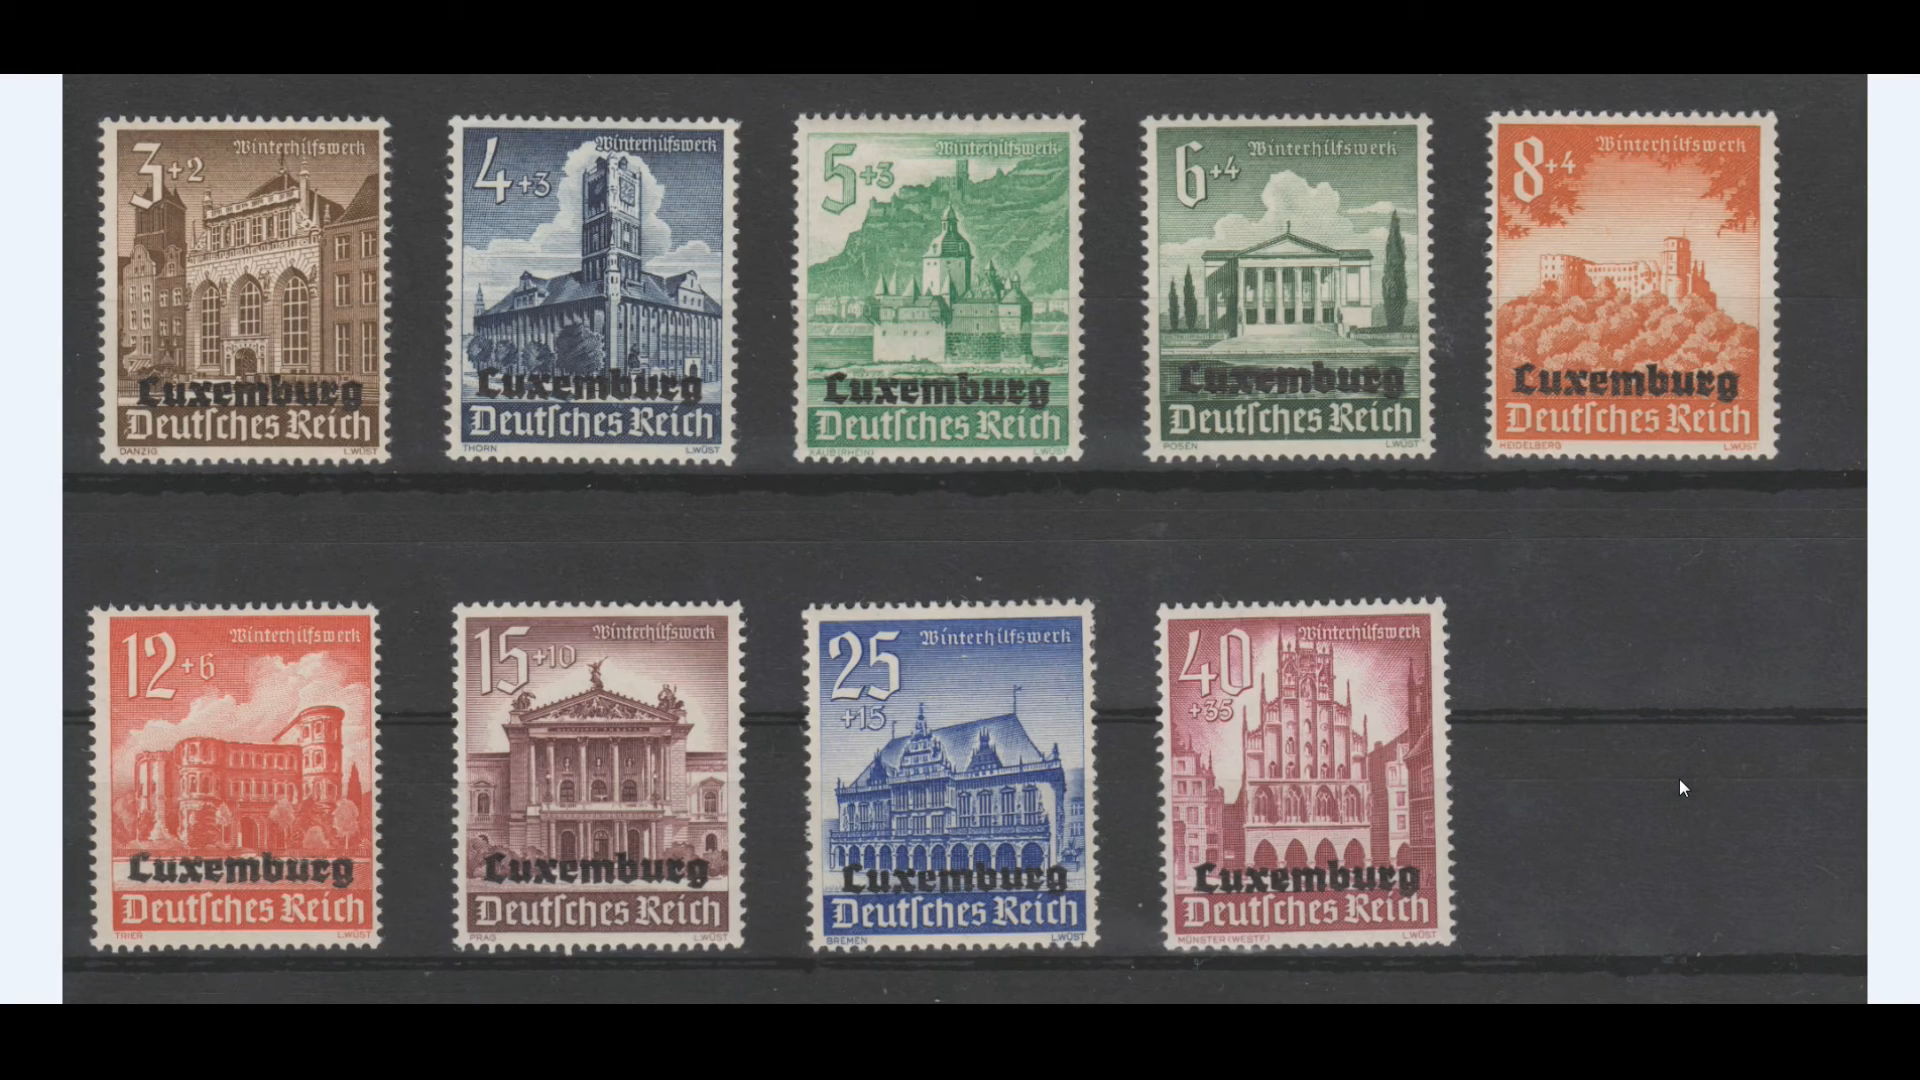 3+2 Winterhilfswerk
Luxemburg
Deutſches Reich
DANZIG L.WÜST
4+3 Winterhilfswerk
Luxemburg
Deutſches Reich
THORN L.WÜST
5+3 Winterhilfswerk
Luxemburg
Deutſches Reich
KAUB(RHEIN) L.WÜST
6+4 Winterhilfswerk
Luxemburg
Deutſches Reich
POSEN L.WÜST
8+4 Winterhilfswerk
Luxemburg
Deutſches Reich
HEIDELBERG L.WÜST
12+6 Winterhilfswerk
Luxemburg
Deutſches Reich
TRIER L.WÜST
15+10 Winterhilfswerk
Luxemburg
Deutſches Reich
PRAG L.WÜST
25 Winterhilfswerk
+15
Luxemburg
Deutſches Reich
BREMEN L.WÜST
40 Winterhilfswerk
+35
Luxemburg
Deutſches Reich
MÜNSTER (WESTF.) L.WÜST